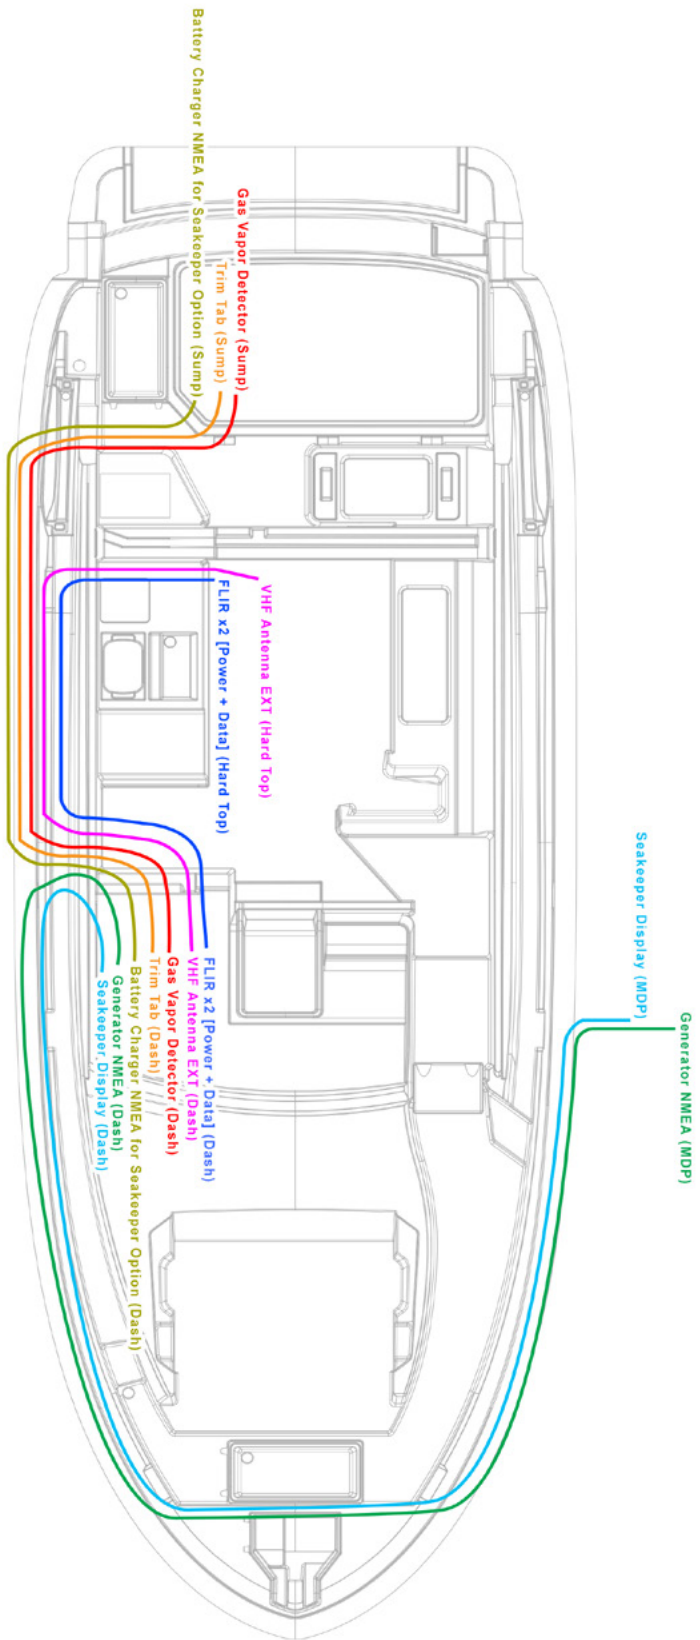 Battery Charger NMEA for Seakeeper Option (Sump)
Trim Tab (Sump)
Gas Vapor Detector (Sump)
VHF Antenna EXT (Hard Top)
FLIR x2 [Power + Data] (Hard Top)
Seakeeper Display (MDP)
Generator NMEA (MDP)
FLIR x2 [Power + Data] (Dash)
VHF Antenna EXT (Dash)
Gas Vapor Detector (Dash)
Trim Tab (Dash)
Battery Charger NMEA for Seakeeper Option (Dash)
Generator NMEA (Dash)
Seakeeper Display (Dash)